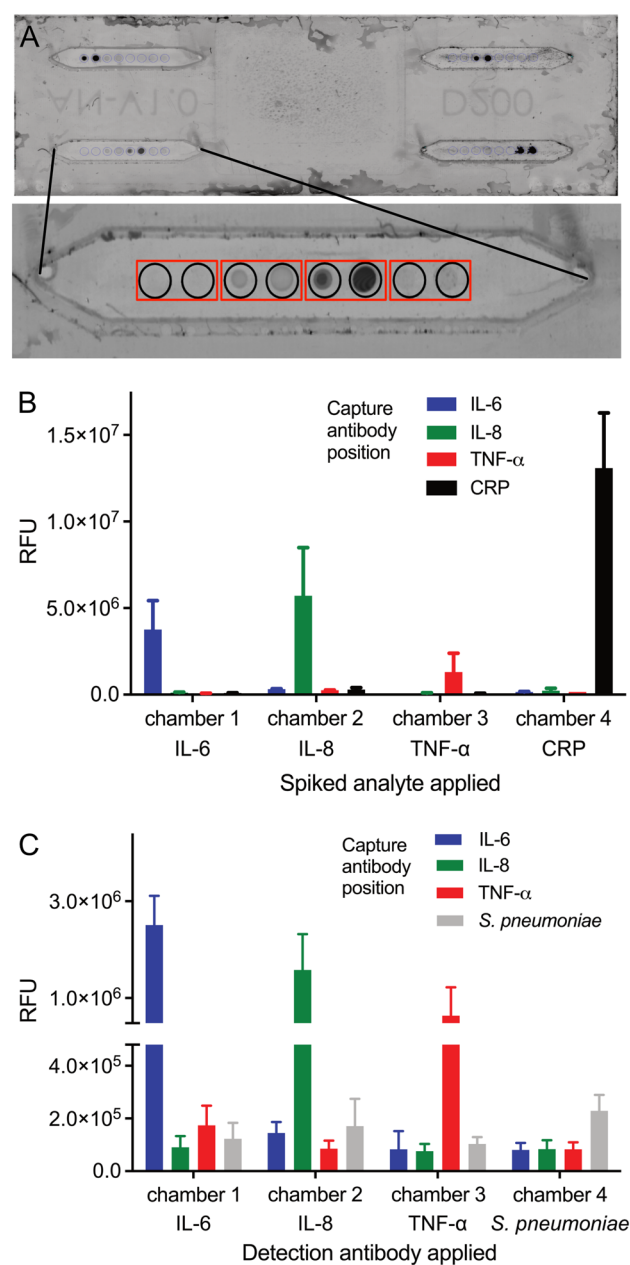 A
AN-V1.0 D200
B
Capture
antibody
position
IL-6
IL-8
TNF-α
CRP
RFU
1.5×10⁷
1.0×10⁷
5.0×10⁶
0.0
chamber 1 chamber 2 chamber 3 chamber 4
IL-6 IL-8 TNF-α CRP
Spiked analyte applied
C
Capture
antibody
position
IL-6
IL-8
TNF-α
S. pneumoniae
RFU
3.0×10⁶
1.0×10⁶
4.0×10⁵
2.0×10⁵
0.0
chamber 1 chamber 2 chamber 3 chamber 4
IL-6 IL-8 TNF-α S. pneumoniae
Detection antibody applied